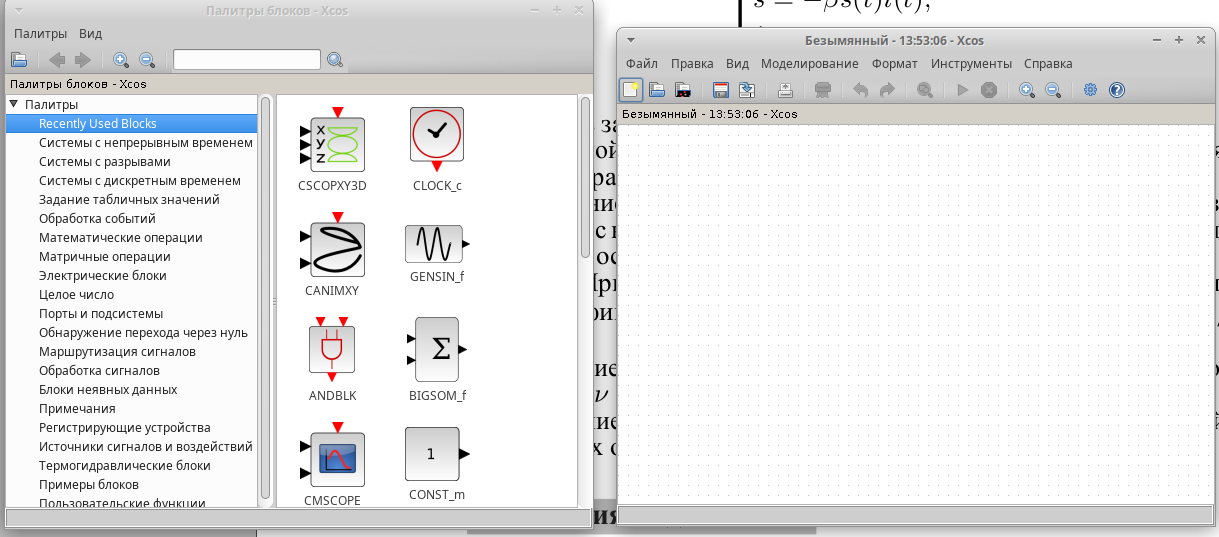 Палитры блоков - Xcos
Палитры Вид
Палитры блоков - Xcos
Палитры
Recently Used Blocks
Системы с непрерывным временем
Системы с разрывами
Системы с дискретным временем
Задание табличных значений
Обработка событий
Математические операции
Матричные операции
Электрические блоки
Целое число
Порты и подсистемы
Обнаружение перехода через нуль
Маршрутизация сигналов
Обработка сигналов
Блоки неявных данных
Примечания
Регистрирующие устройства
Источники сигналов и воздействий
Термогидравлические блоки
Примеры блоков
Пользовательские функции
x
y
z
CSCOPXY3D
CLOCK_c
CANIMXY
GENSIN_f
ANDBLK
Σ
BIGSOM_f
CMSCOPE
1
CONST_m
Безымянный - 13:53:06 - Xcos
Файл Правка Вид Моделирование Формат Инструменты Справка
Безымянный - 13:53:06 - Xcos
ν